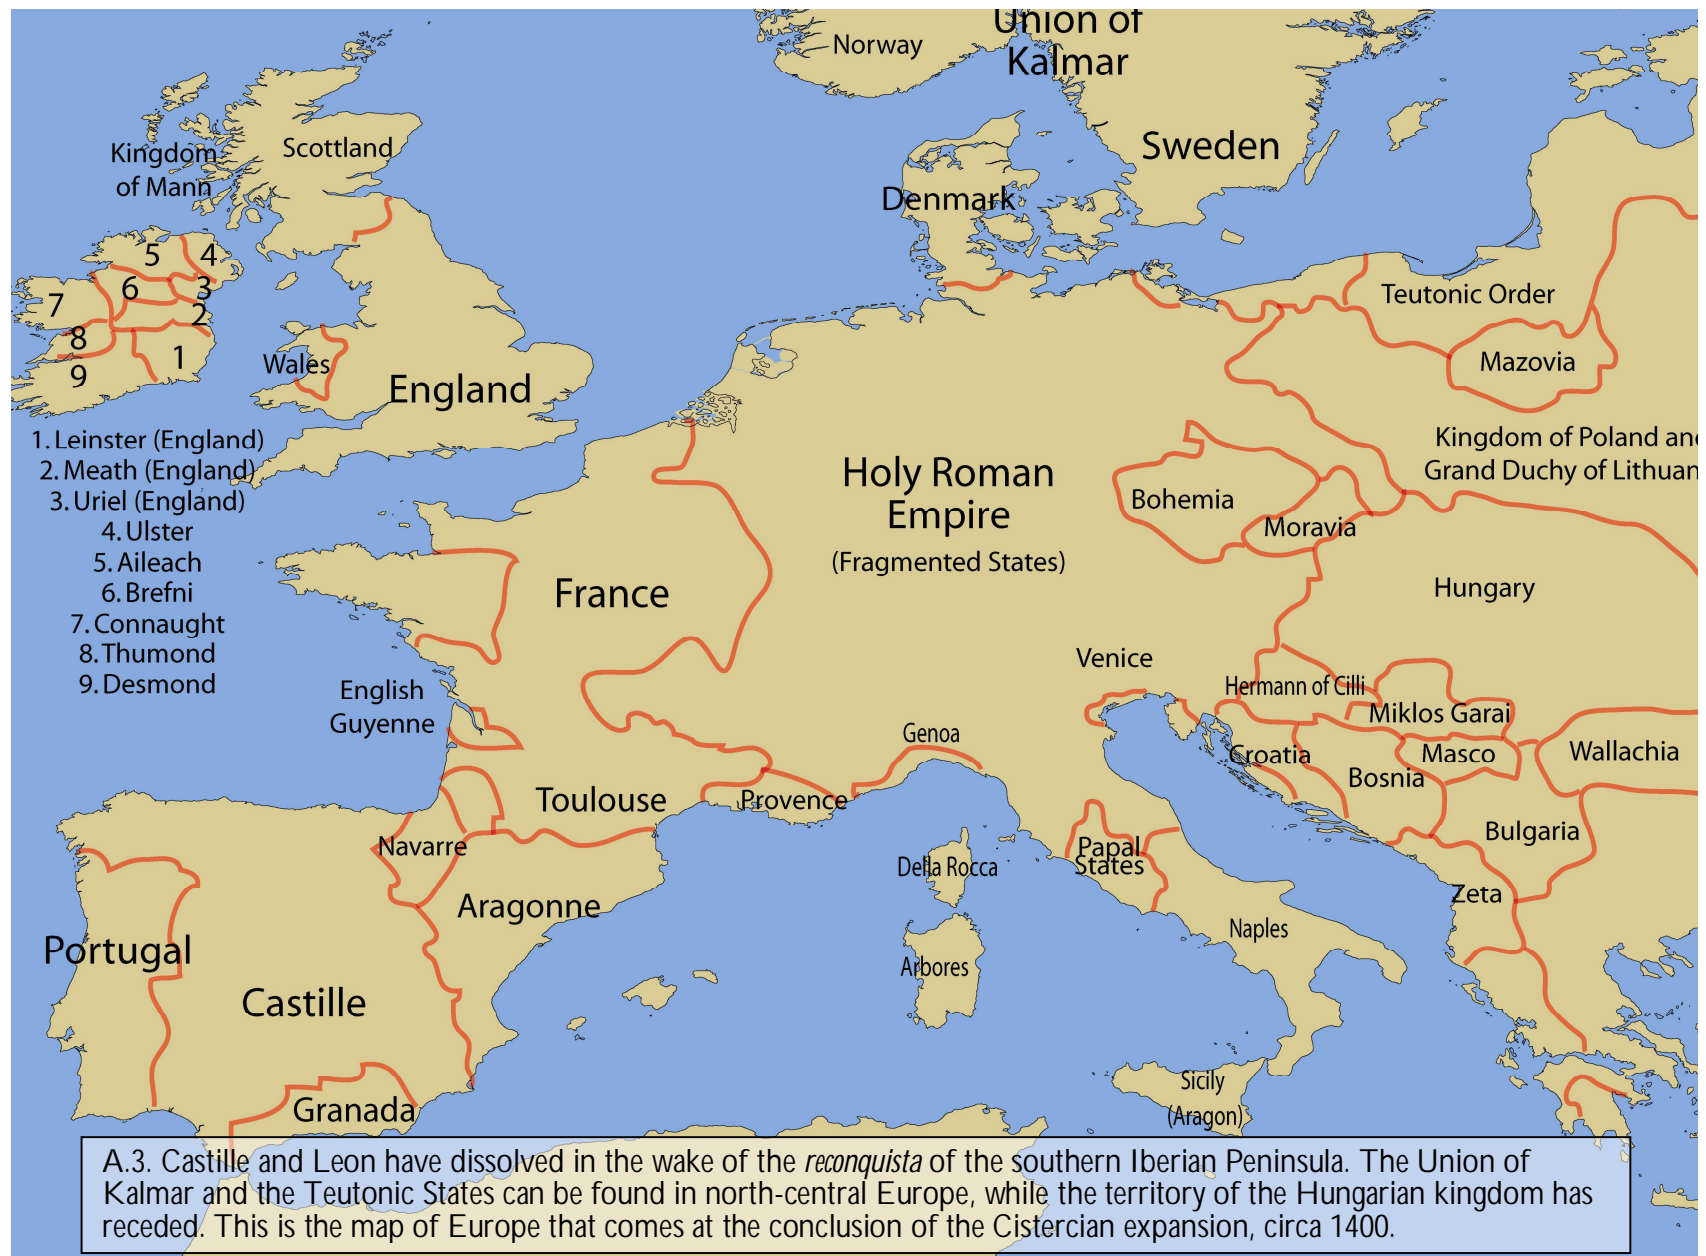 Union of
Kalmar
Norway
Sweden
Denmark
Scottland
Kingdom
of Mann
5
4
6
3
7
2
8
1
9
Wales
England
1. Leinster (England)
2. Meath (England)
3. Uriel (England)
4. Ulster
5. Aileach
6. Brefni
7. Connaught
8. Thumond
9. Desmond
Teutonic Order
Mazovia
Kingdom of Poland an
Grand Duchy of Lithuan
Holy Roman
Empire
(Fragmented States)
Bohemia
Moravia
Hungary
France
English
Guyenne
Venice
Hermann of Cilli
Miklos Garai
Genoa
Croatia
Masco
Wallachia
Bosnia
Toulouse
Provence
Navarre
Bulgaria
Papal
States
Della Rocca
Zeta
Aragonne
Naples
Portugal
Arbores
Castille
Sicily
(Aragon)
Granada
A.3. Castille and Leon have dissolved in the wake of the reconquista of the southern Iberian Peninsula. The Union of
Kalmar and the Teutonic States can be found in north-central Europe, while the territory of the Hungarian kingdom has
receded. This is the map of Europe that comes at the conclusion of the Cistercian expansion, circa 1400.